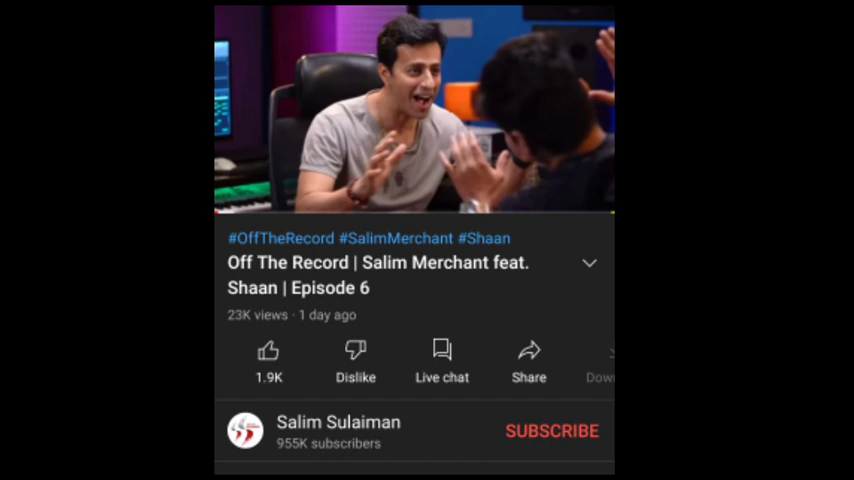 #OffTheRecord #SalimMerchant #Shaan
Off The Record | Salim Merchant feat.
Shaan | Episode 6
23K views · 1 day ago
1.9K Dislike Live chat Share Dow
Salim Sulaiman
955K subscribers
SUBSCRIBE